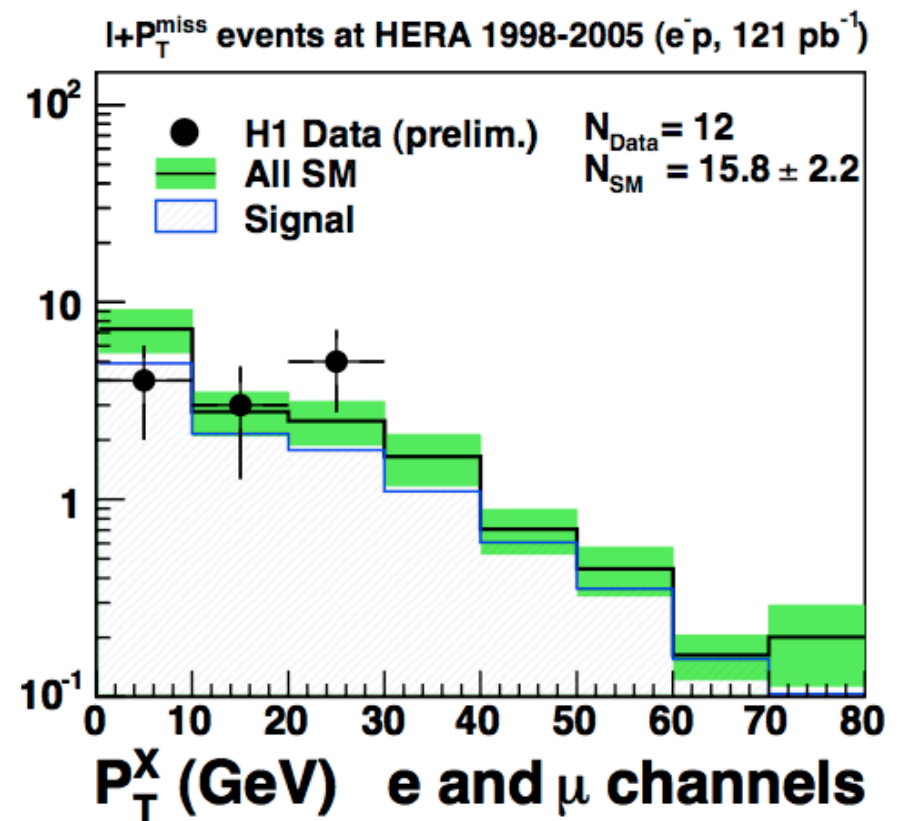 l+P_T^miss events at HERA 1998-2005 (e^-p, 121 pb^-1)
10^2
H1 Data (prelim.)
N_Data = 12
All SM
N_SM = 15.8 ± 2.2
Signal
10
1
10^-1
0 10 20 30 40 50 60 70 80
P_T^X (GeV) e and μ channels